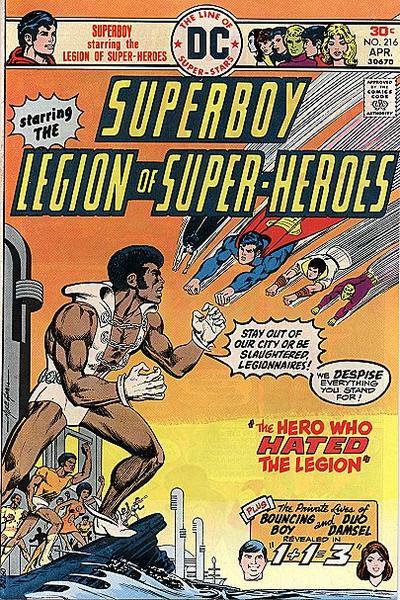 SUPERBOY
starring the
LEGION OF SUPER-HEROES
THE LINE OF
DC
SUPER-STARS
30¢
NO. 216
APR.
30670
APPROVED
BY THE
COMICS
CODE
AUTHORITY
starring
THE
SUPERBOY
LEGION OF SUPER-HEROES
STAY OUT OF
OUR CITY OR BE
SLAUGHTERED,
LEGIONNAIRES!
WE DESPISE
EVERYTHING
YOU STAND
FOR!
"THE HERO WHO
HATED
THE LEGION"
PLUS
The Private Lives of
BOUNCING and DUO
BOY DAMSEL
REVEALED IN
"1+1=3"